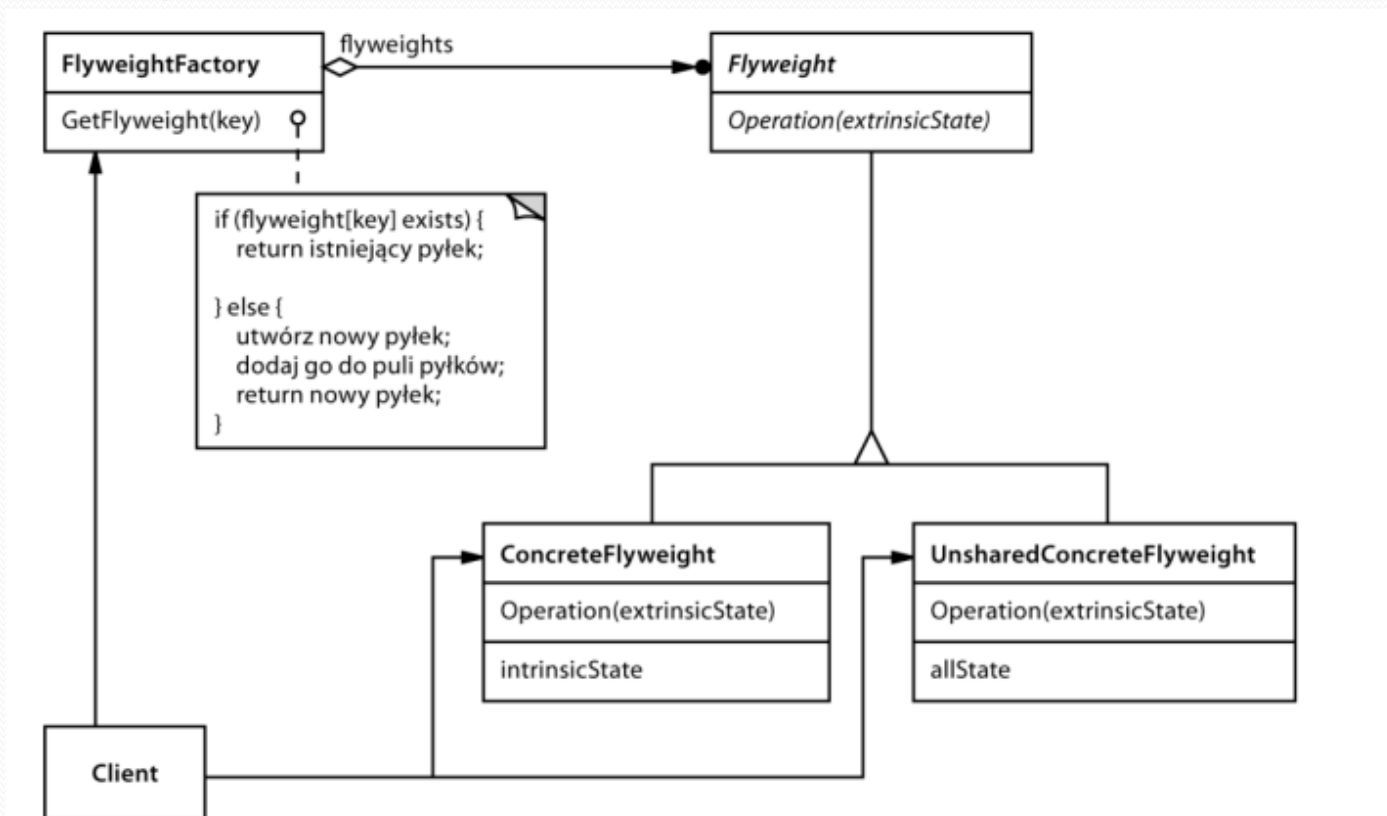 flyweights
FlyweightFactory
Flyweight
GetFlyweight(key)
Operation(extrinsicState)
if (flyweight[key] exists) {
return istniejący pyłek;
} else {
utwórz nowy pyłek;
dodaj go do puli pyłków;
return nowy pyłek;
}
ConcreteFlyweight
UnsharedConcreteFlyweight
Operation(extrinsicState)
Operation(extrinsicState)
intrinsicState
allState
Client